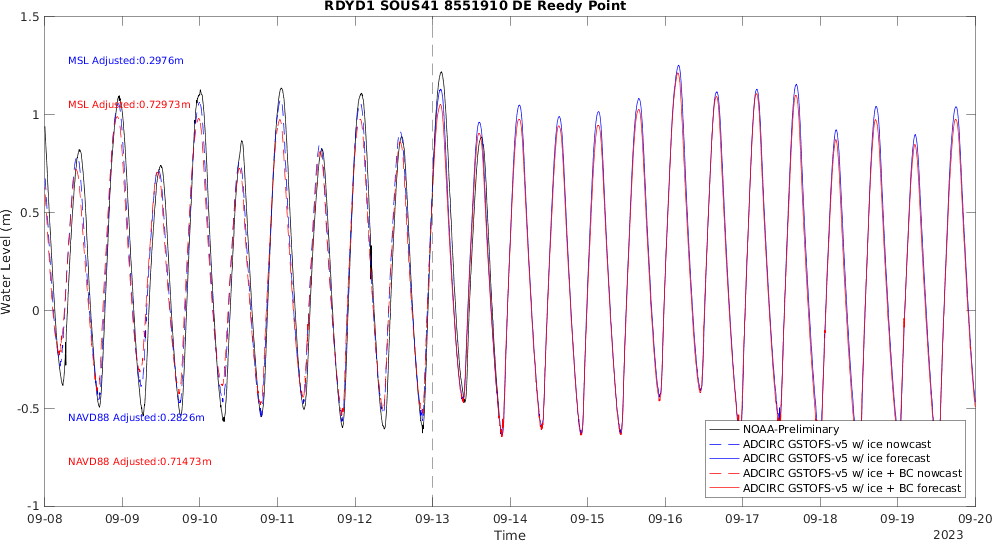 RDYD1 SOUS41 8551910 DE Reedy Point
1.5
1
0.5
0
-0.5
-1
Water Level (m)
MSL Adjusted:0.2976m
MSL Adjusted:0.72973m
NAVD88 Adjusted:0.2826m
NAVD88 Adjusted:0.71473m
NOAA-Preliminary
ADCIRC GSTOFS-v5 w/ ice nowcast
ADCIRC GSTOFS-v5 w/ ice forecast
ADCIRC GSTOFS-v5 w/ ice + BC nowcast
ADCIRC GSTOFS-v5 w/ ice + BC forecast
09-08 09-09 09-10 09-11 09-12 09-13 09-14 09-15 09-16 09-17 09-18 09-19 09-20
Time
2023